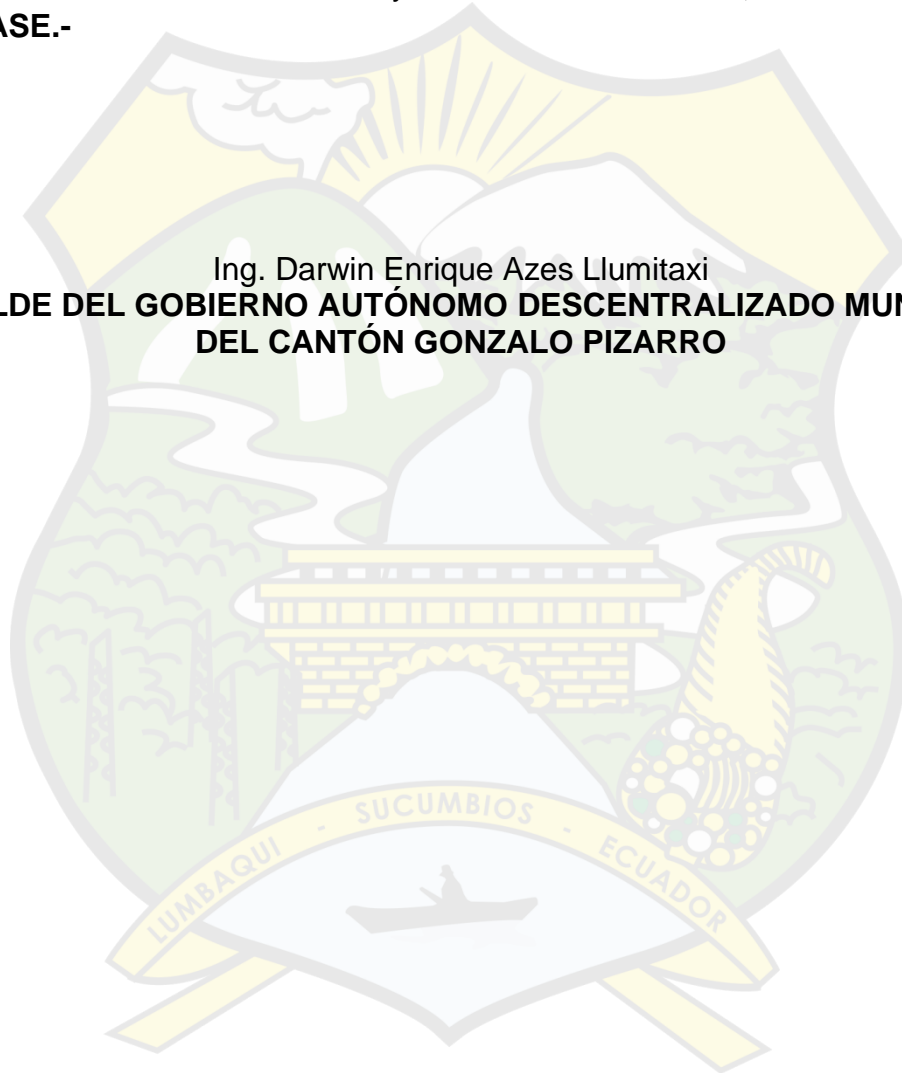 ASE.-
Ing. Darwin Enrique Azes Llumitaxi
LDE DEL GOBIERNO AUTÓNOMO DESCENTRALIZADO MUN
DEL CANTÓN GONZALO PIZARRO
LUMBAQUI - SUCUMBIOS - ECUADOR